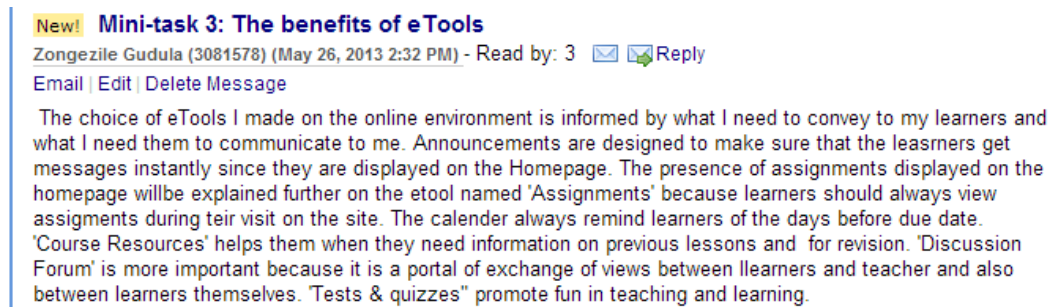 New! Mini-task 3: The benefits of eTools
Zongezile Gudula (3081578) (May 26, 2013 2:32 PM) - Read by: 3 Reply
Email | Edit | Delete Message
The choice of eTools I made on the online environment is informed by what I need to convey to my learners and
what I need them to communicate to me. Announcements are designed to make sure that the leasrners get
messages instantly since they are displayed on the Homepage. The presence of assignments displayed on the
homepage willbe explained further on the etool named 'Assignments' because learners should always view
assigments during teir visit on the site. The calender always remind learners of the days before due date.
'Course Resources' helps them when they need information on previous lessons and  for revision. 'Discussion
Forum' is more important because it is a portal of exchange of views between llearners and teacher and also
between learners themselves. 'Tests & quizzes" promote fun in teaching and learning.